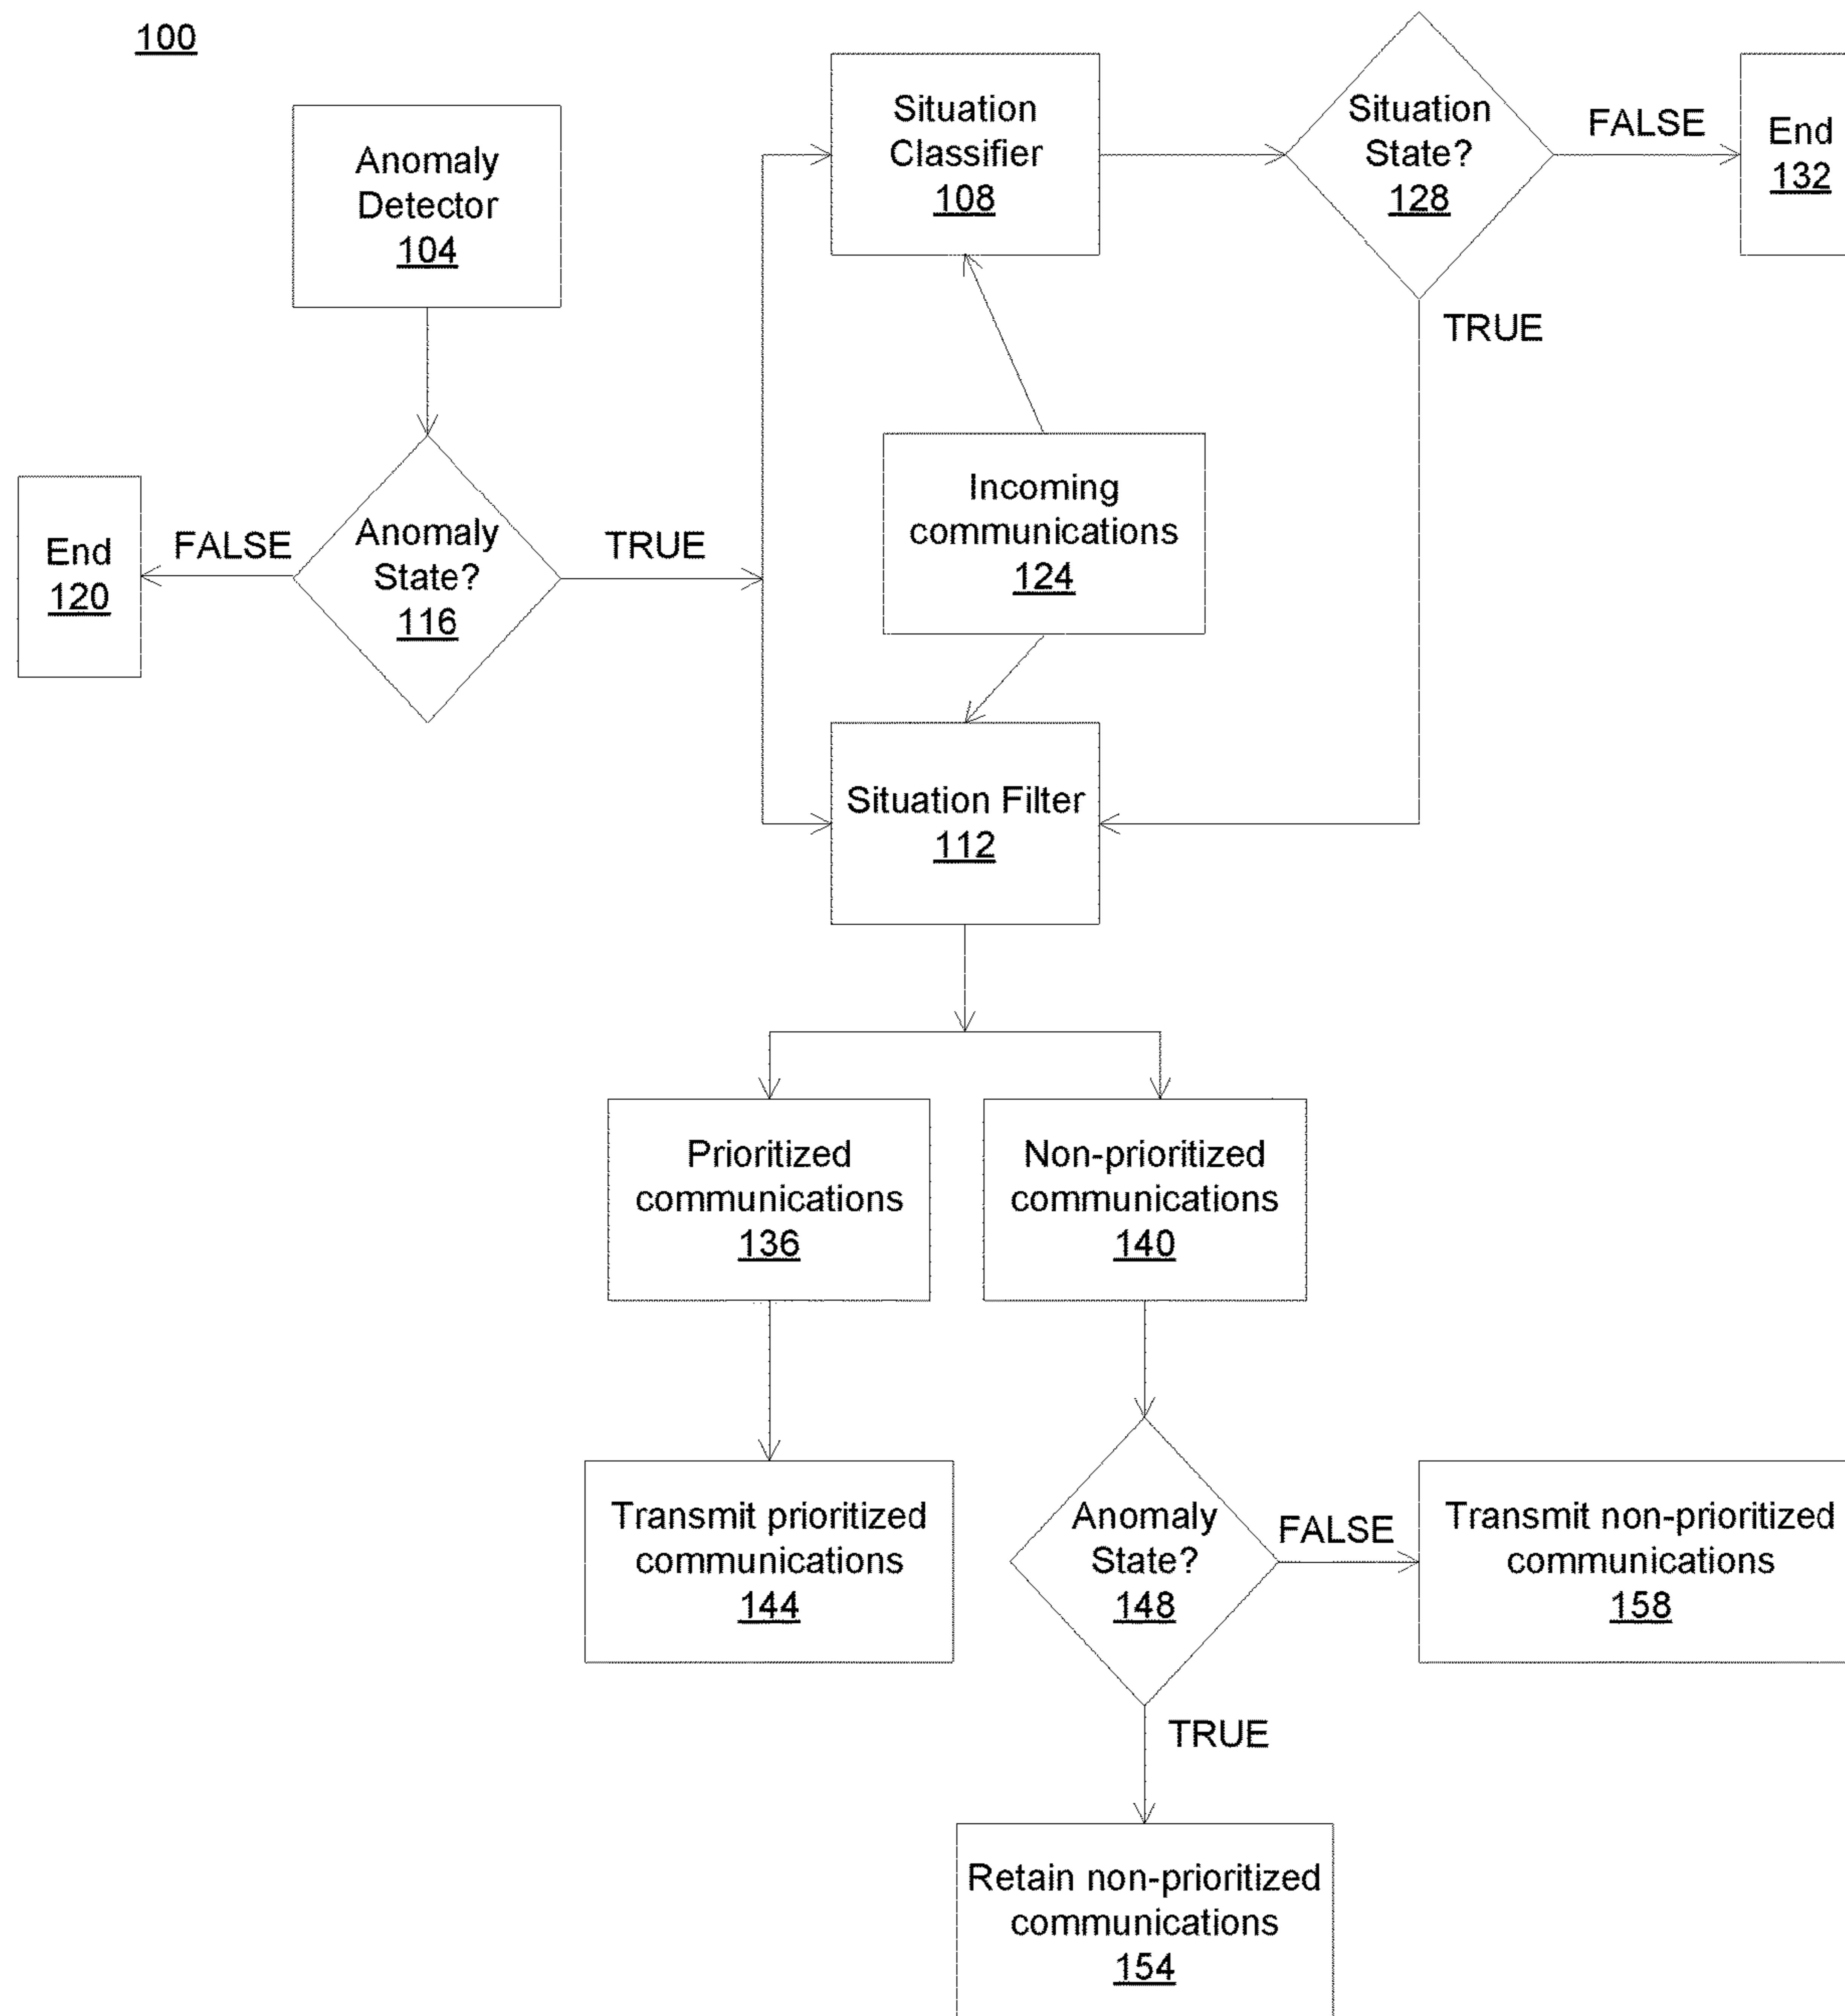 100
Anomaly
Detector
104
Situation
Classifier
108
Situation
State?
128
FALSE
End
132
TRUE
End
120
FALSE
Anomaly
State?
116
TRUE
Incoming
communications
124
Situation Filter
112
Prioritized
communications
136
Non-prioritized
communications
140
Transmit prioritized
communications
144
Anomaly
State?
148
FALSE
Transmit non-prioritized
communications
158
TRUE
Retain non-prioritized
communications
154